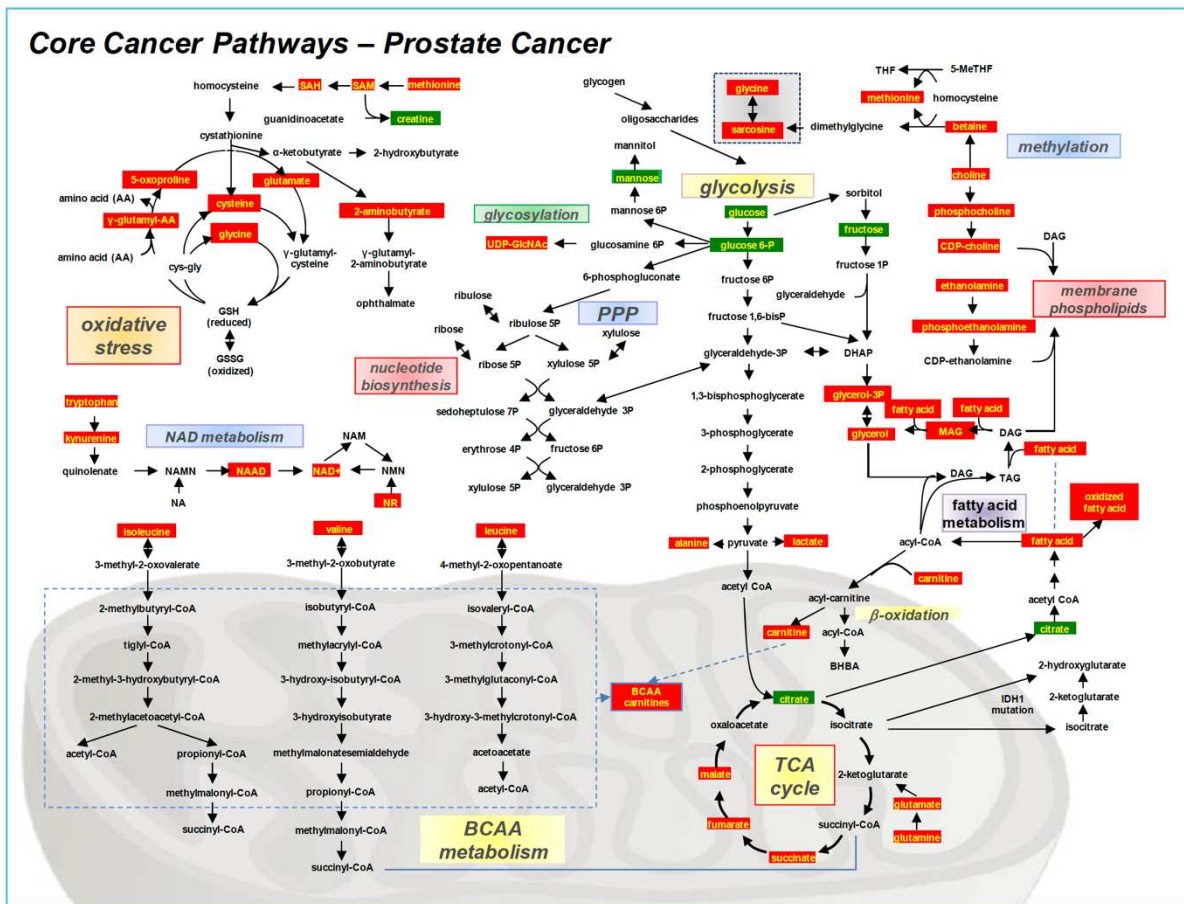 Core Cancer Pathways – Prostate Cancer
homocysteine
SAH
SAM
methionine
guanidinoacetate
creatine
cystathionine
α-ketobutyrate
2-hydroxybutyrate
5-oxoproline
glutamate
amino acid (AA)
cysteine
2-aminobutyrate
γ-glutamyl-AA
glycine
amino acid (AA)
cys-gly
γ-glutamyl-
cysteine
γ-glutamyl-
2-aminobutyrate
ophthalmate
GSH
(reduced)
GSSG
(oxidized)
oxidative
stress
glycogen
oligosaccharides
glycine
sarcosine
dimethylglycine
THF
5-MeTHF
methionine
homocysteine
betaine
methylation
choline
phosphocholine
CDP-choline
DAG
ethanolamine
phosphoethanolamine
CDP-ethanolamine
membrane
phospholipids
mannitol
mannose
mannose 6P
glycosylation
UDP-GlcNAc
glucosamine 6P
glycolysis
glucose
glucose 6-P
sorbitol
fructose
fructose 1P
6-phosphogluconate
fructose 6P
glyceraldehyde
fructose 1,6-bisP
glyceraldehyde-3P
DHAP
ribulose
ribose
ribulose 5P
PPP
xylulose
ribose 5P
xylulose 5P
nucleotide
biosynthesis
sedoheptulose 7P
glyceraldehyde 3P
erythrose 4P
fructose 6P
xylulose 5P
glyceraldehyde 3P
1,3-bisphosphoglycerate
3-phosphoglycerate
2-phosphoglycerate
phosphoenolpyruvate
alanine
pyruvate
lactate
acetyl CoA
glycerol-3P
fatty acid
fatty acid
glycerol
MAG
DAG
fatty acid
DAG
TAG
fatty acid
metabolism
oxidized
fatty acid
acyl-CoA
fatty acid
carnitine
acetyl CoA
citrate
acyl-carnitine
β-oxidation
carnitine
acyl-CoA
BHBA
tryptophan
kynurenine
NAD metabolism
quinolenate
NAMN
NAAD
NAD+
NAM
NMN
NA
NR
isoleucine
valine
leucine
3-methyl-2-oxovalerate
3-methyl-2-oxobutyrate
4-methyl-2-oxopentanoate
2-methylbutyryl-CoA
isobutyryl-CoA
isovaleryl-CoA
tiglyl-CoA
methylacrylyl-CoA
3-methylcrotonyl-CoA
2-methyl-3-hydroxybutyryl-CoA
3-hydroxy-isobutyryl-CoA
3-methylglutaconyl-CoA
2-methylacetoacetyl-CoA
3-hydroxyisobutyrate
3-hydroxy-3-methylcrotonyl-CoA
acetyl-CoA
propionyl-CoA
methylmalonatesemialdehyde
acetoacetate
methylmalonyl-CoA
propionyl-CoA
acetyl-CoA
succinyl-CoA
methylmalonyl-CoA
succinyl-CoA
BCAA
metabolism
BCAA
carnitines
citrate
oxaloacetate
isocitrate
malate
TCA
cycle
2-ketoglutarate
fumarate
succinyl-CoA
succinate
glutamate
glutamine
IDH1
mutation
2-hydroxyglutarate
2-ketoglutarate
isocitrate